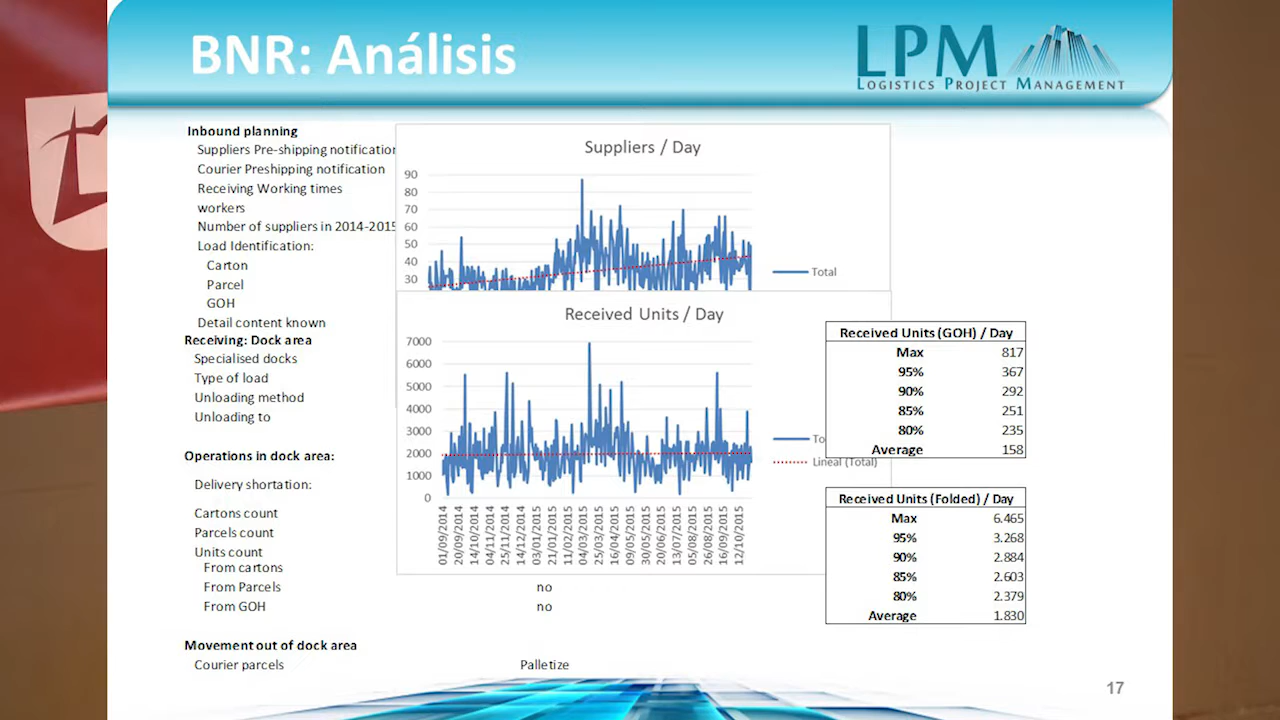 BNR: Análisis
LPM
LOGISTICS PROJECT MANAGEMENT
Inbound planning
Suppliers Pre-shipping notification
Courier Preshipping notification
Receiving Working times
workers
Number of suppliers in 2014-2015
Load Identification:
Carton
Parcel
GOH
Detail content known
Receiving: Dock area
Specialised docks
Type of load
Unloading method
Unloading to
Operations in dock area:
Delivery shortation:
Cartons count
Parcels count
Units count
From cartons
From Parcels no
From GOH no
Movement out of dock area
Courier parcels Palletize
Suppliers / Day
90
80
70
60
50
40
30
Total
Received Units / Day
7000
6000
5000
4000
3000
2000
1000
0
01/09/2014
20/09/2014
14/10/2014
04/11/2014
25/11/2014
14/12/2014
03/01/2015
21/01/2015
11/02/2015
04/03/2015
25/03/2015
16/04/2015
09/05/2015
30/05/2015
20/06/2015
13/07/2015
05/08/2015
26/08/2015
16/09/2015
12/10/2015
To
Lineal (Total)
Received Units (GOH) / Day
Max 817
95% 367
90% 292
85% 251
80% 235
Average 158
Received Units (Folded) / Day
Max 6.465
95% 3.268
90% 2.884
85% 2.603
80% 2.379
Average 1.830
17